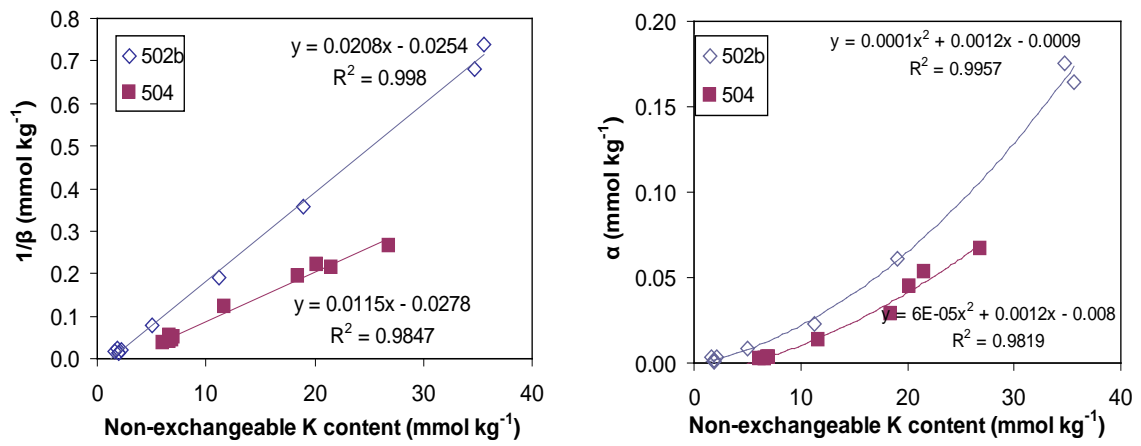 0.8
0.7
0.6
0.5
0.4
0.3
0.2
0.1
0.0
1/β (mmol kg⁻¹)
502b
504
y = 0.0208x - 0.0254
R² = 0.998
y = 0.0115x - 0.0278
R² = 0.9847
0 10 20 30 40
Non-exchangeable K content (mmol kg⁻¹)
0.20
0.15
0.10
0.05
0.00
α (mmol kg⁻¹)
502b
504
y = 0.0001x² + 0.0012x - 0.0009
R² = 0.9957
y = 6E-05x² + 0.0012x - 0.008
R² = 0.9819
0 10 20 30 40
Non-exchangeable K content (mmol kg⁻¹)